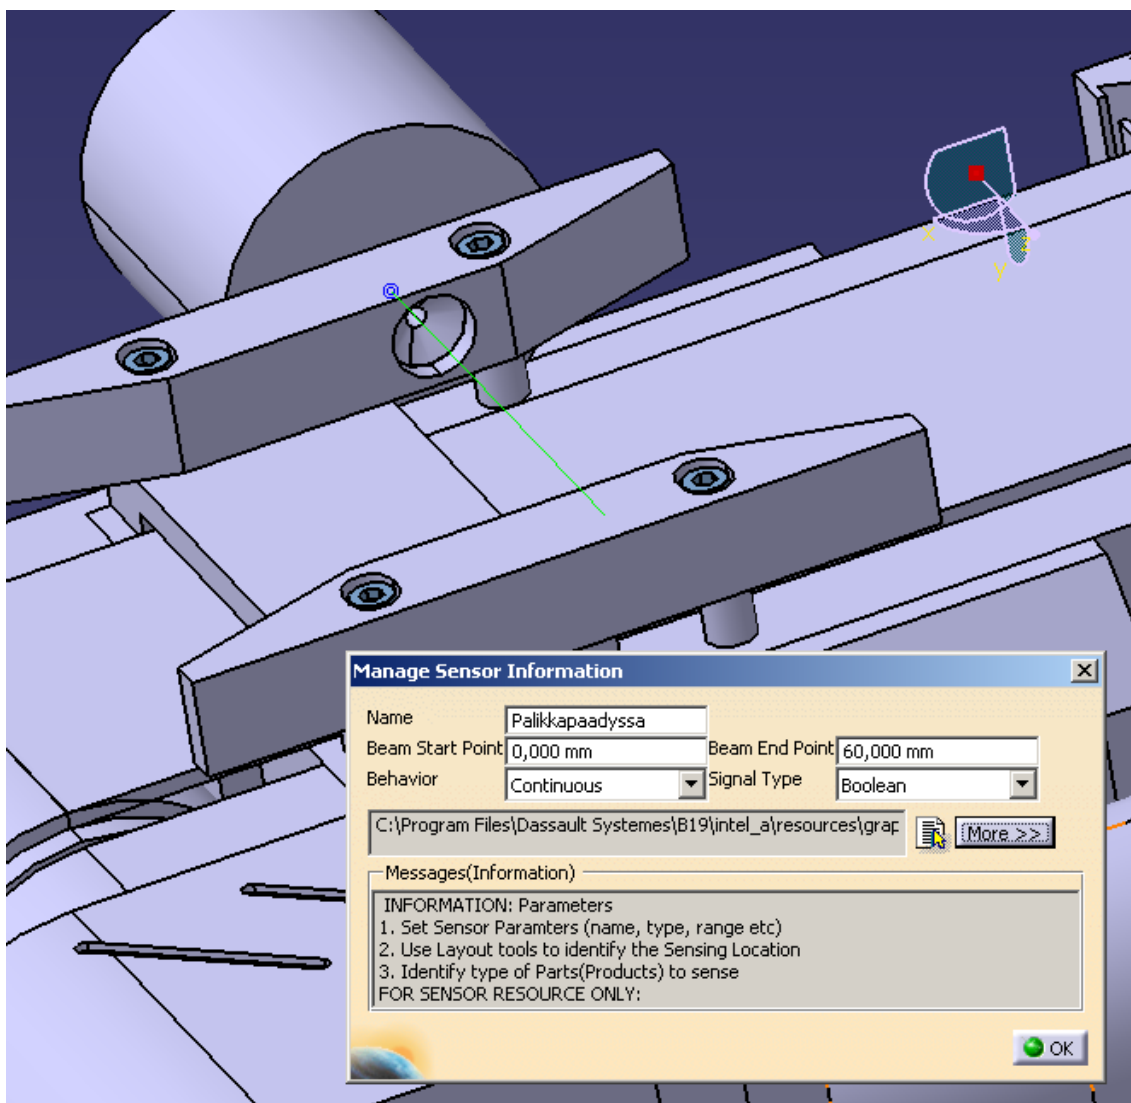 x
z
y
Manage Sensor Information
Name Palikkapaadyssa
Beam Start Point 0,000 mm Beam End Point 60,000 mm
Behavior Continuous Signal Type Boolean
C:\Program Files\Dassault Systemes\B19\intel_a\resources\grap More >>
Messages(Information)
INFORMATION: Parameters
1. Set Sensor Paramters (name, type, range etc)
2. Use Layout tools to identify the Sensing Location
3. Identify type of Parts(Products) to sense
FOR SENSOR RESOURCE ONLY:
OK